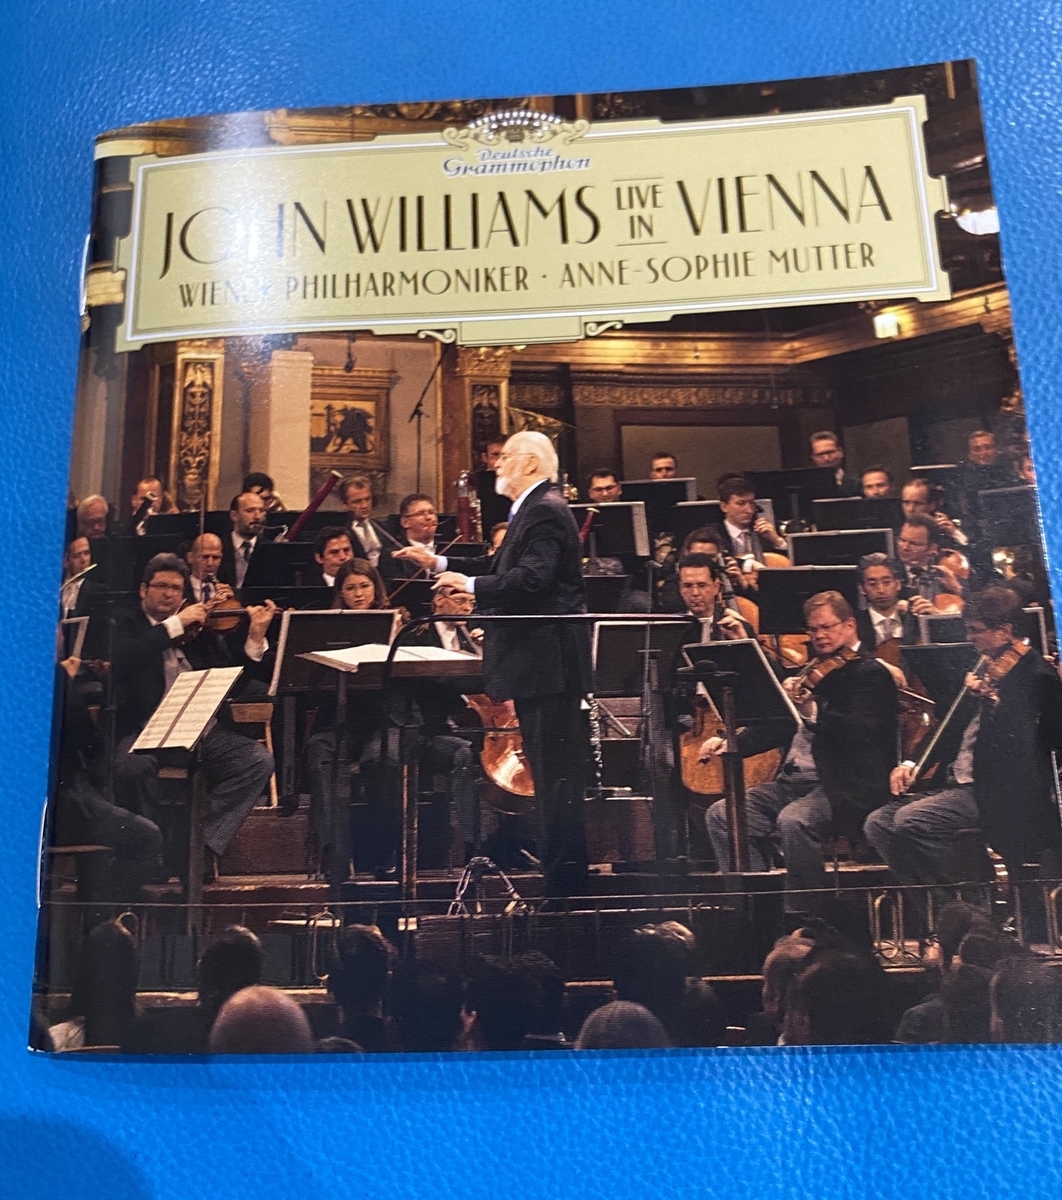 Deutsche
Grammophon
JOHN WILLIAMS LIVE IN VIENNA
WIENER PHILHARMONIKER · ANNE-SOPHIE MUTTER